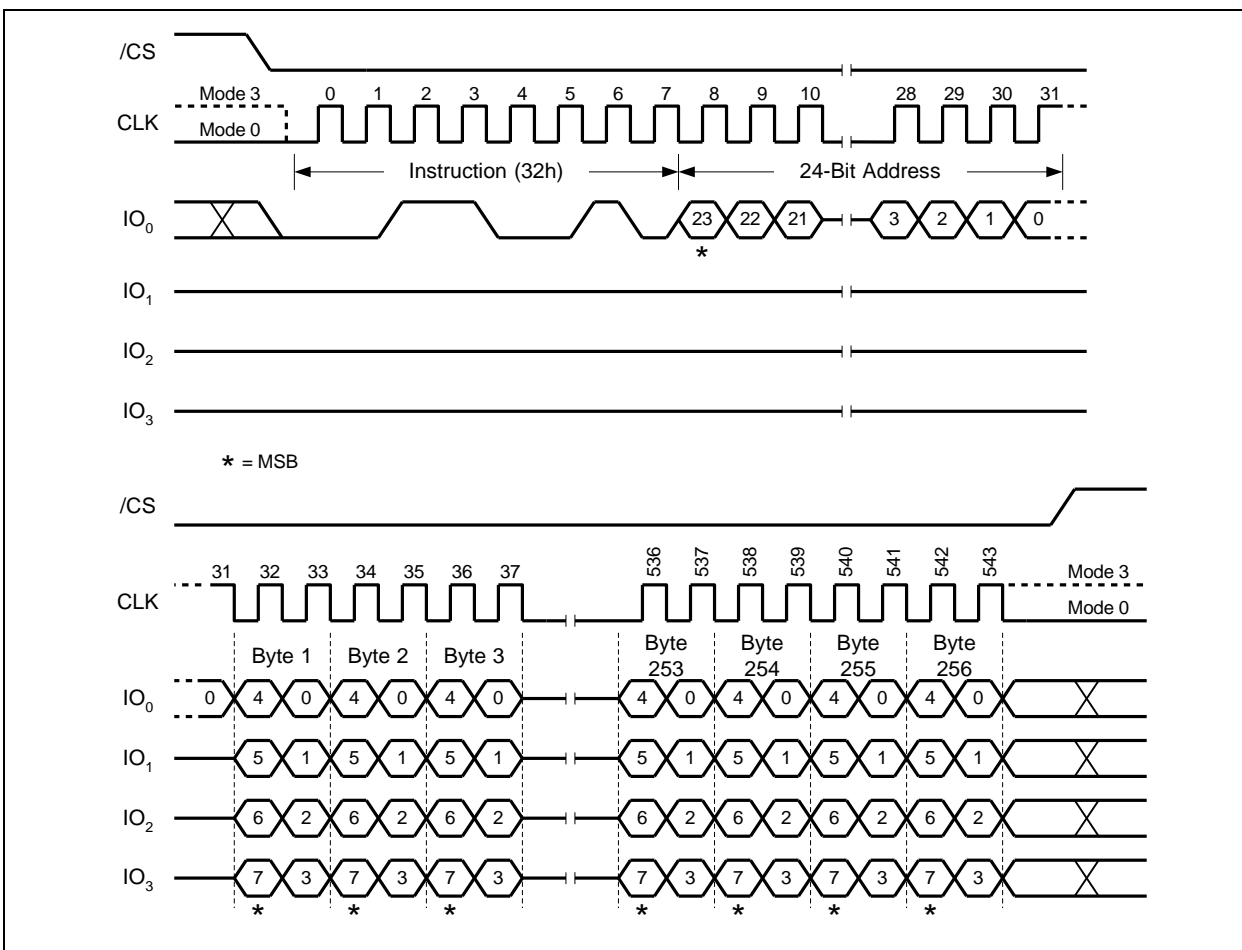 /CS
Mode 3 0 1 2 3 4 5 6 7 8 9 10 28 29 30 31
CLK
Mode 0
Instruction (32h) 24-Bit Address
IO0 23 22 21 3 2 1 0
*
IO1
IO2
IO3
* = MSB
/CS
31 32 33 34 35 36 37 536 537 538 539 540 541 542 543 Mode 3
CLK
Mode 0
Byte 1 Byte 2 Byte 3 Byte 253 Byte 254 Byte 255 Byte 256
IO0 0 4 0 4 0 4 0 4 0 4 0 4 0 4 0
IO1 5 1 5 1 5 1 5 1 5 1 5 1 5 1
IO2 6 2 6 2 6 2 6 2 6 2 6 2 6 2
IO3 7 3 7 3 7 3 7 3 7 3 7 3 7 3
* * * * * * *